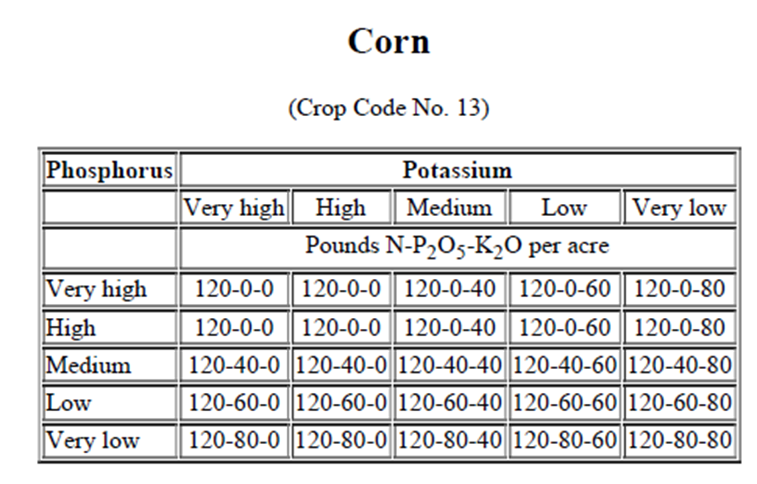 Corn
(Crop Code No. 13)
Phosphorus Potassium
Very high High Medium Low Very low
Pounds N-P₂O₅-K₂O per acre
Very high 120-0-0 120-0-0 120-0-40 120-0-60 120-0-80
High 120-0-0 120-0-0 120-0-40 120-0-60 120-0-80
Medium 120-40-0 120-40-0 120-40-40 120-40-60 120-40-80
Low 120-60-0 120-60-0 120-60-40 120-60-60 120-60-80
Very low 120-80-0 120-80-0 120-80-40 120-80-60 120-80-80